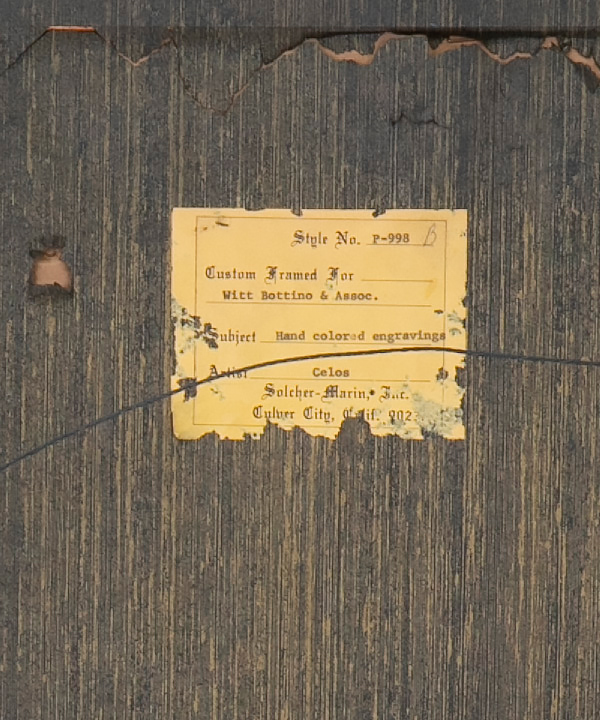 Style No. P-998 B
Custom Framed For
Witt Bottino & Assoc.
Subject Hand colored engravings
Artist Celos
Solcher-Marin, Inc.
Culver City, Calif. 902